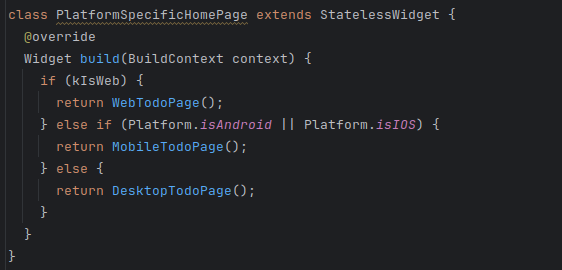 class PlatformSpecificHomePage extends StatelessWidget {
  @override
  Widget build(BuildContext context) {
    if (kIsWeb) {
      return WebTodoPage();
    } else if (Platform.isAndroid || Platform.isIOS) {
      return MobileTodoPage();
    } else {
      return DesktopTodoPage();
    }
  }
}